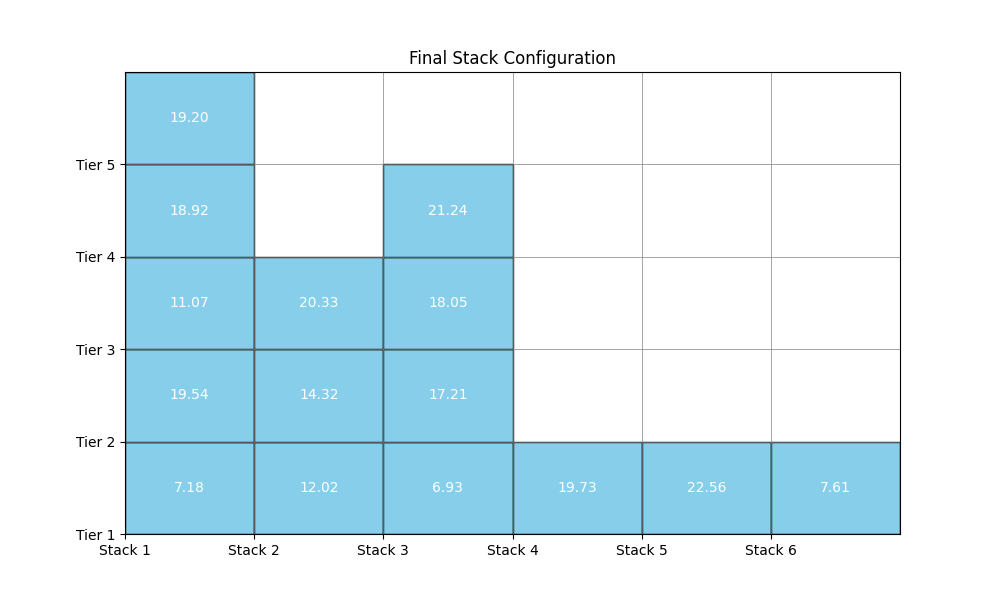 Final Stack Configuration
19.20
Tier 5
18.92 21.24
Tier 4
11.07 20.33 18.05
Tier 3
19.54 14.32 17.21
Tier 2
7.18 12.02 6.93 19.73 22.56 7.61
Tier 1
Stack 1 Stack 2 Stack 3 Stack 4 Stack 5 Stack 6